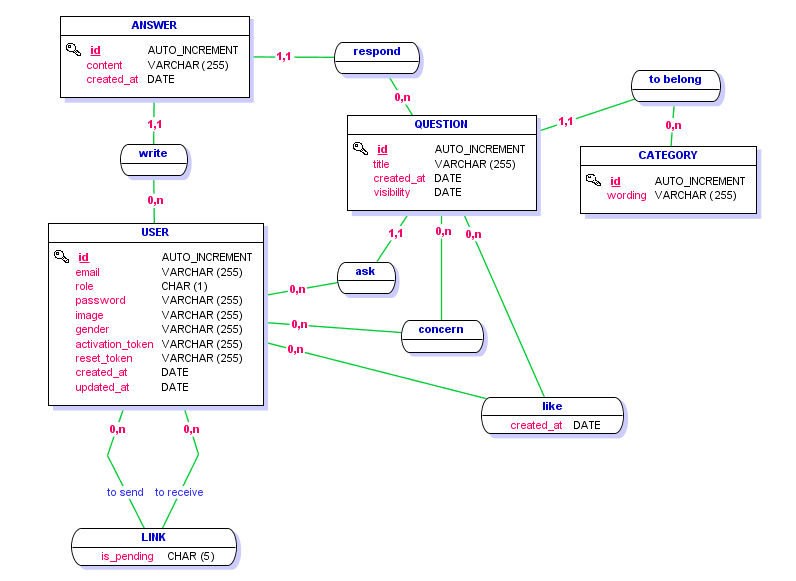 ANSWER
id AUTO_INCREMENT
content VARCHAR (255)
created_at DATE
1,1
respond
0,n
to belong
1,1
0,n
QUESTION
id AUTO_INCREMENT
title VARCHAR (255)
created_at DATE
visibility DATE
CATEGORY
id AUTO_INCREMENT
wording VARCHAR (255)
1,1
write
0,n
USER
id AUTO_INCREMENT
email VARCHAR (255)
role CHAR (1)
password VARCHAR (255)
image VARCHAR (255)
gender VARCHAR (255)
activation_token VARCHAR (255)
reset_token VARCHAR (255)
created_at DATE
updated_at DATE
1,1
0,n
0,n
ask
0,n
concern
0,n
0,n
like
created_at DATE
0,n
0,n
to send
to receive
LINK
is_pending CHAR (5)